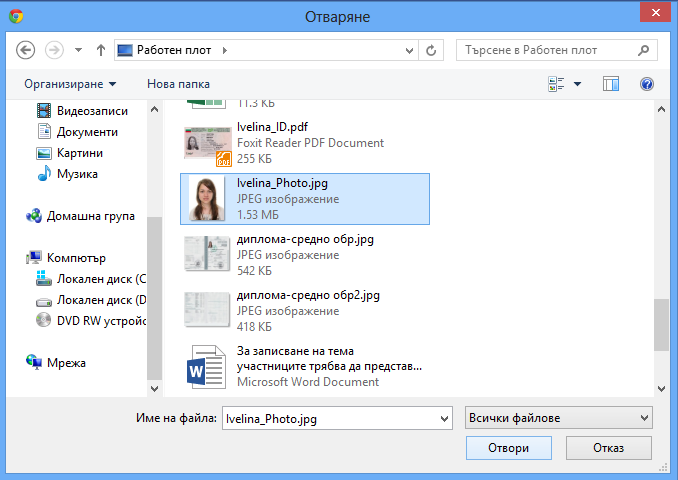 Отваряне
Работен плот
Търсене в Работен плот
Организиране
Нова папка
Видеозаписи
Документи
Картини
Музика
Домашна група
Компютър
Локален диск (C
Локален диск (D
DVD RW устройс
Мрежа
11.3 КБ
Ivelina_ID.pdf
Foxit Reader PDF Document
255 КБ
PDF
Ivelina_Photo.jpg
JPEG изображение
1.53 МБ
диплома-средно обр.jpg
JPEG изображение
542 КБ
диплома-средно обр2.jpg
JPEG изображение
418 КБ
За записване на тема
участниците трябва да представ...
Microsoft Word Document
Име на файла:
Ivelina_Photo.jpg
Всички файлове
Отвори
Отказ